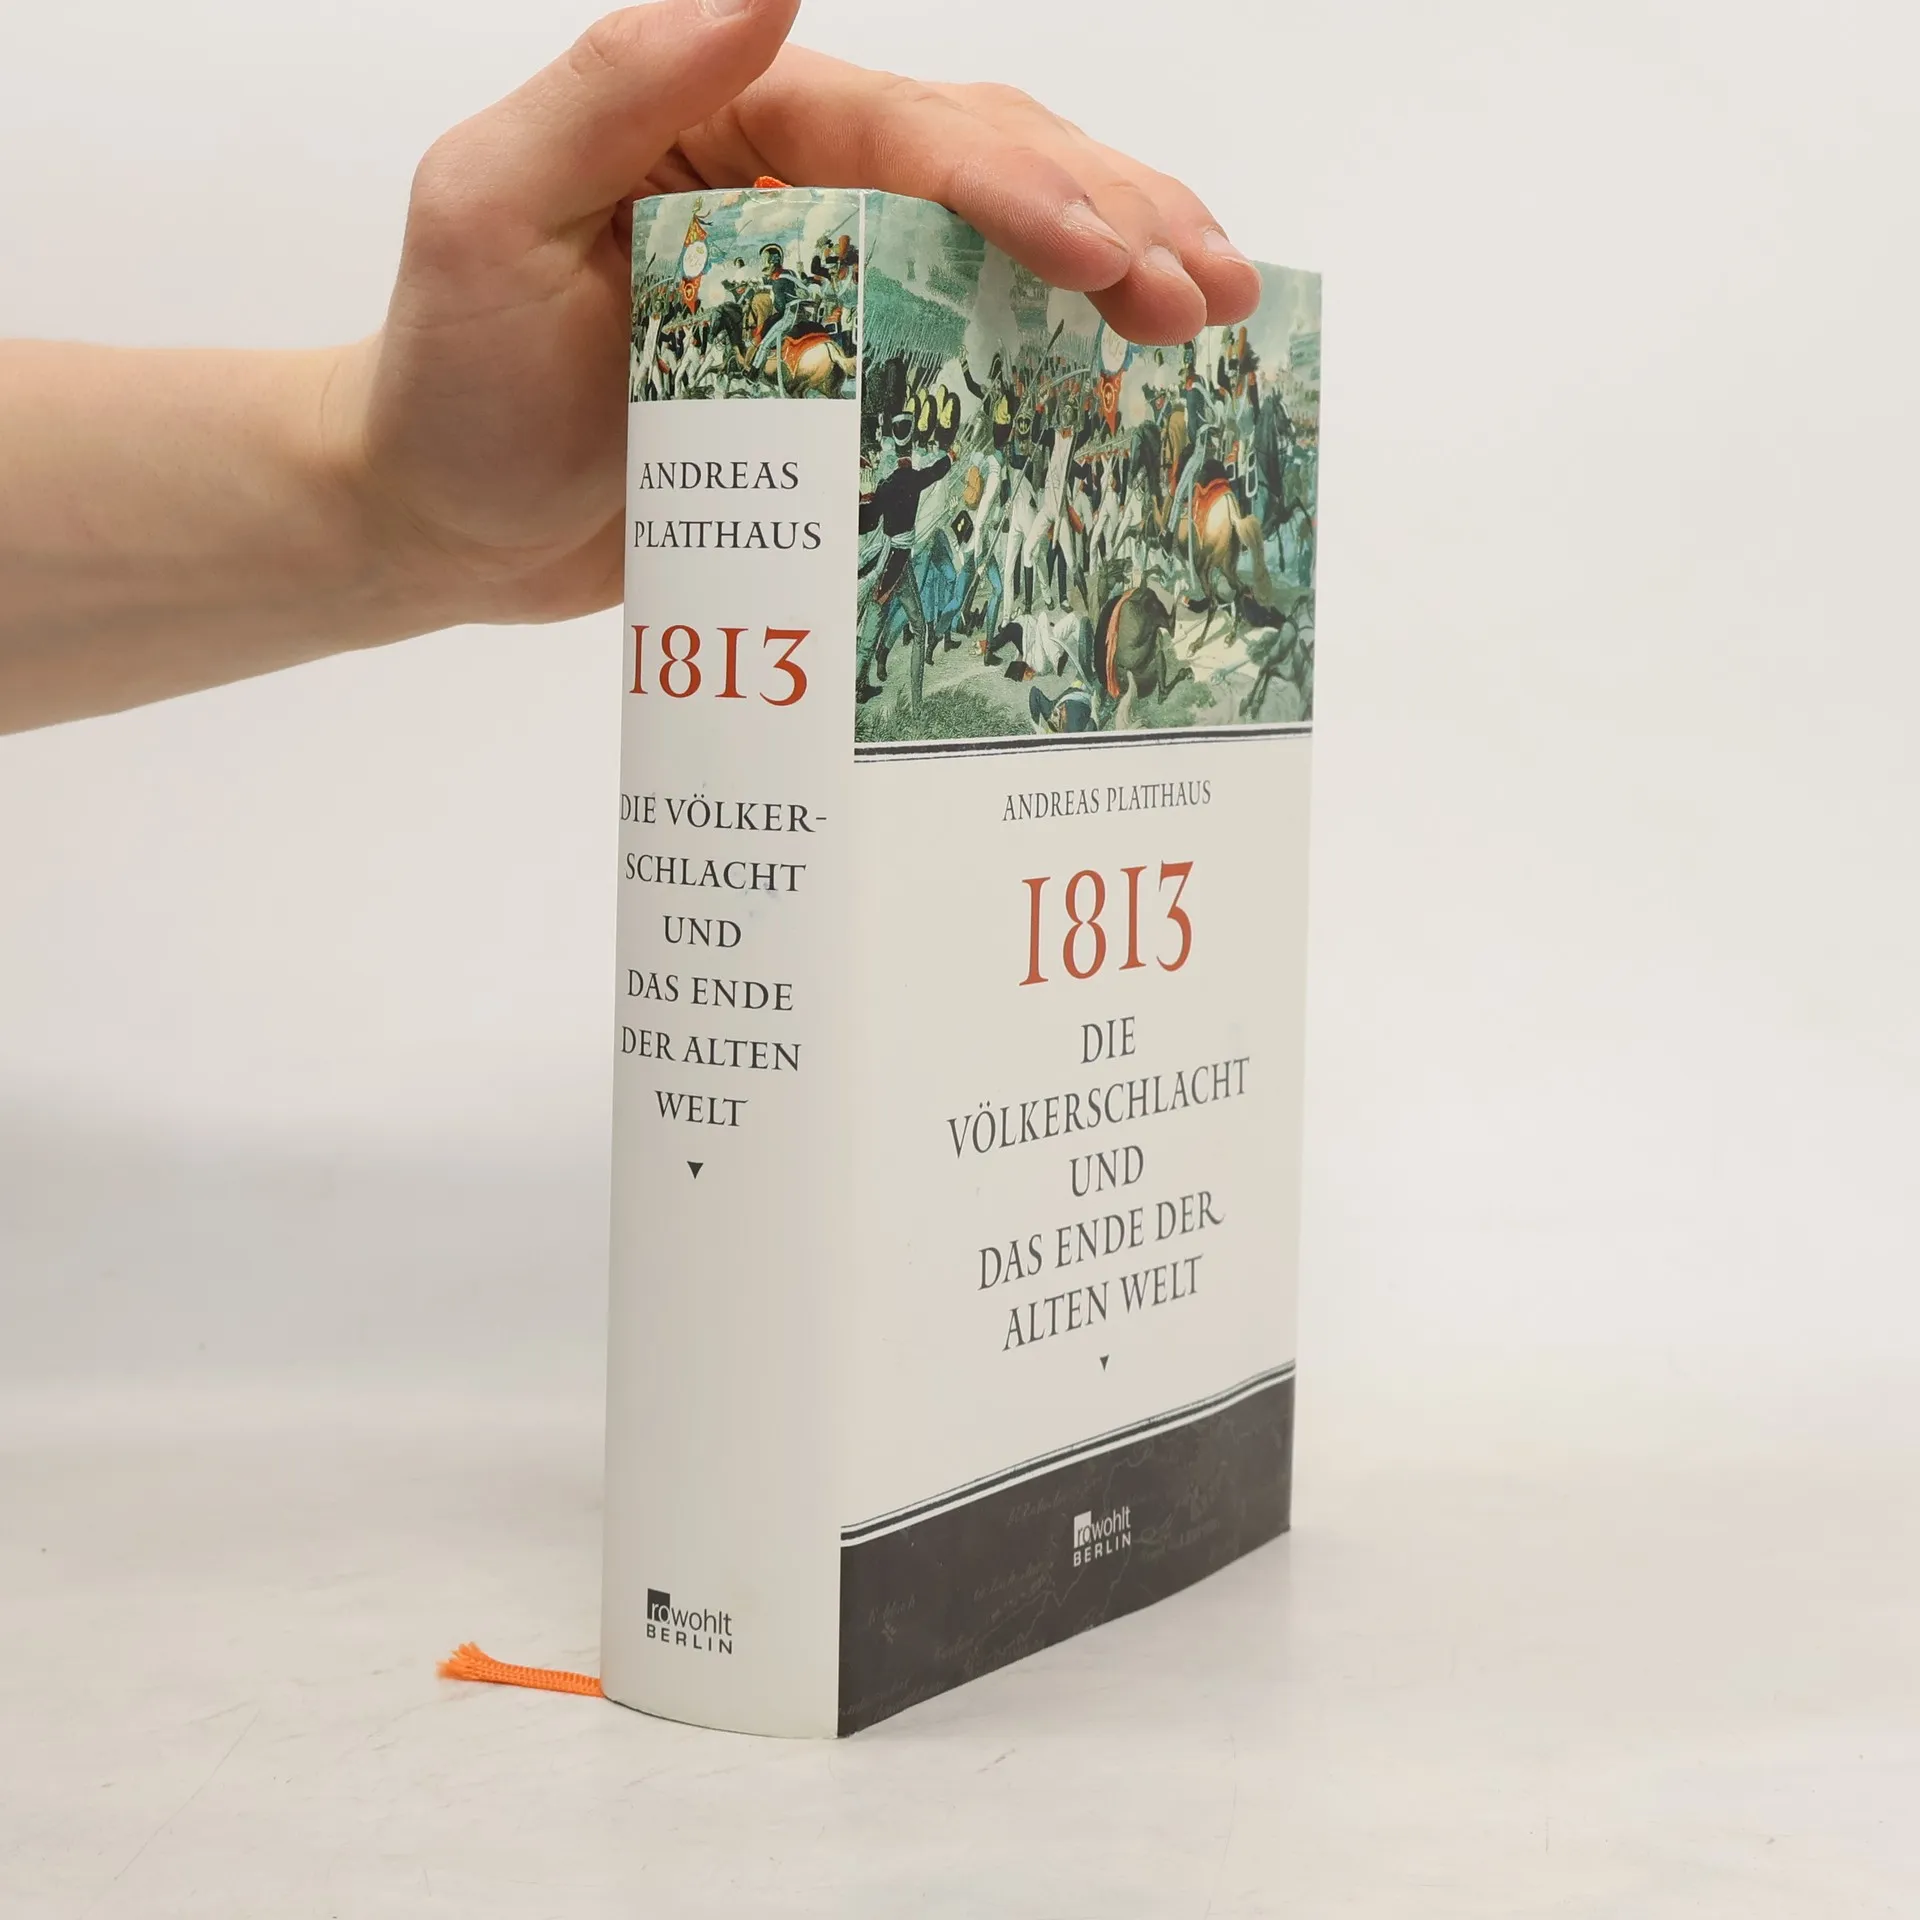 ANDREAS
PLATTHAUS
1813
DIE VÖLKER-
SCHLACHT
UND
DAS ENDE
DER ALTEN
WELT
rowohlt
BERLIN
ANDREAS PLATTHAUS
1813
DIE
VÖLKERSCHLACHT
UND
DAS ENDE DER
ALTEN WELT
rowohlt
BERLIN